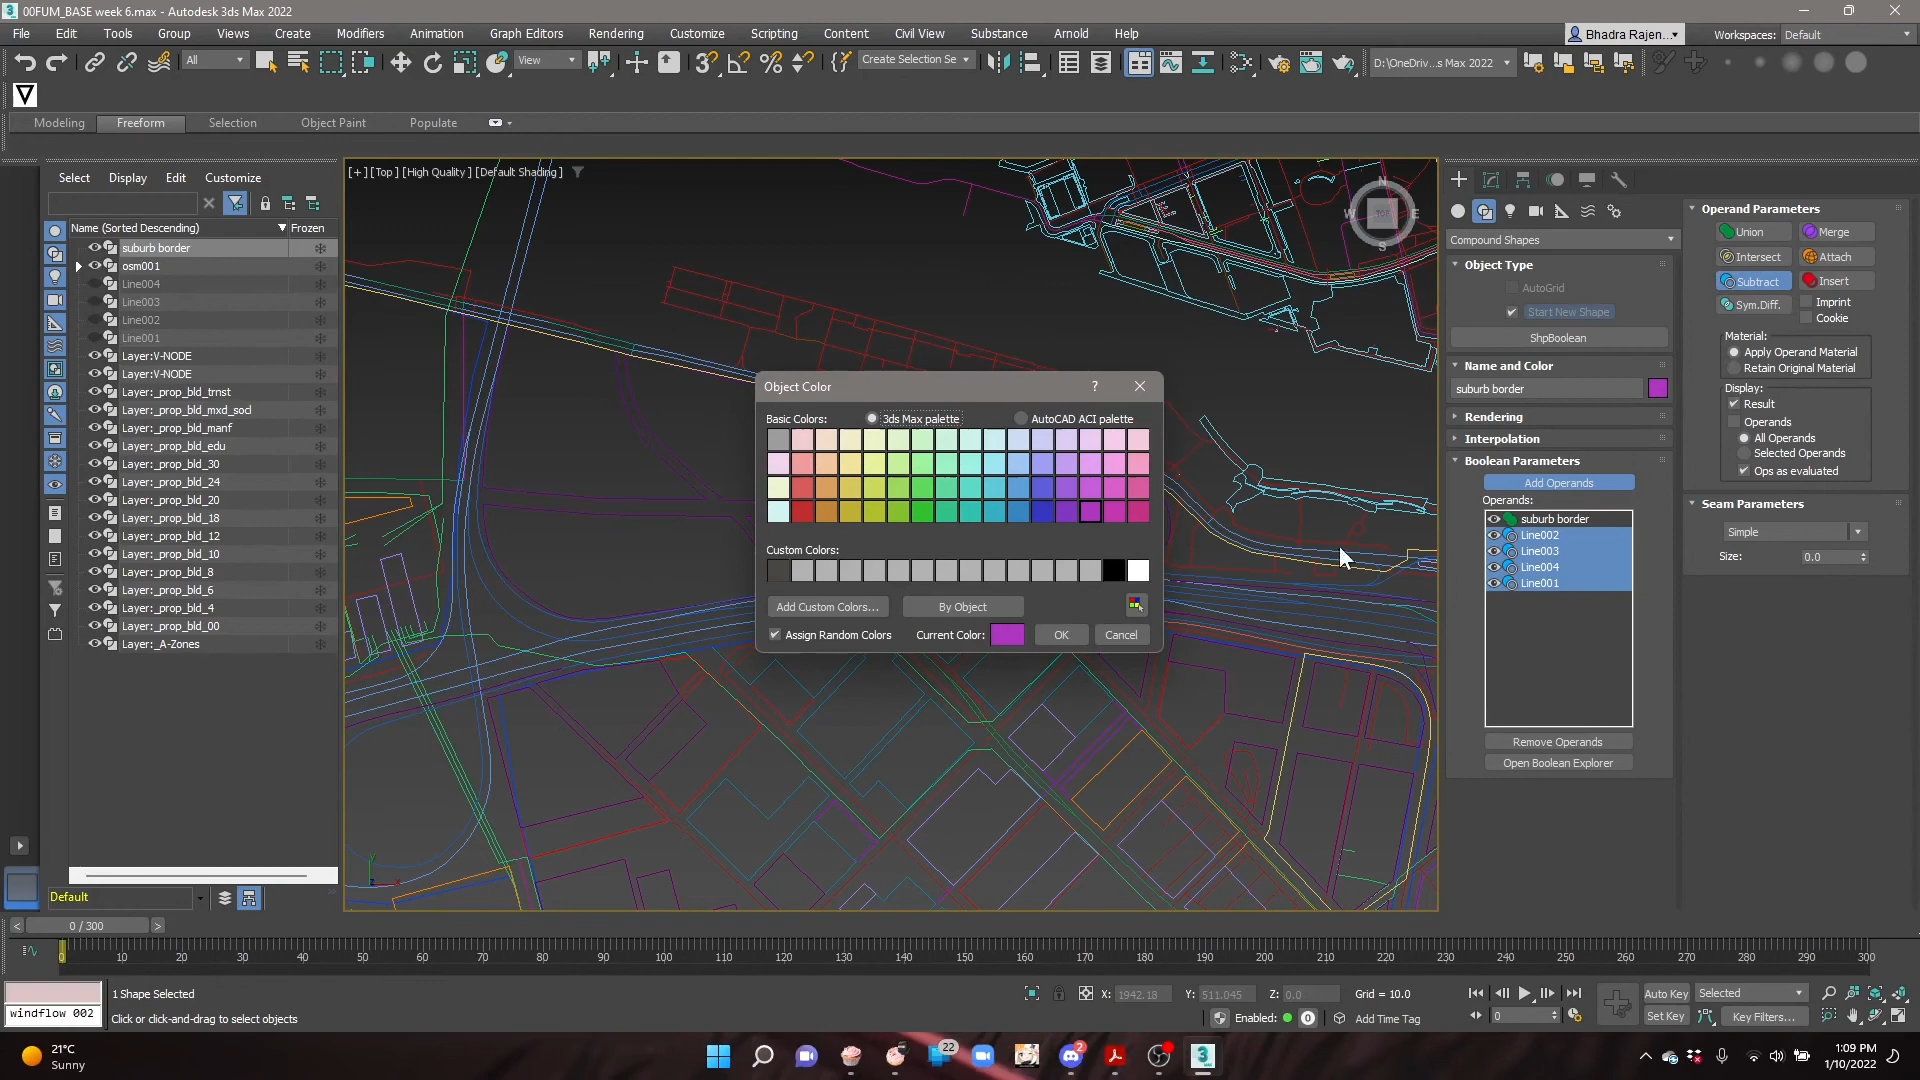 00FUM_BASE week 6.max - Autodesk 3ds Max 2022
File Edit Tools Group Views Create Modifiers Animation Graph Editors Rendering Customize Scripting Content Civil View Substance Arnold Help
Bhadra Rajen... Workspaces: Default
All View Create Selection Se D:\OneDriv...s Max 2022
Modeling Freeform Selection Object Paint Populate
Select Display Edit Customize
Name (Sorted Descending) Frozen
suburb border
osm001
Line004
Line003
Line002
Line001
Layer:V-NODE
Layer:V-NODE
Layer:_prop_bld_trnst
Layer:_prop_bld_mxd_socl
Layer:_prop_bld_manf
Layer:_prop_bld_edu
Layer:_prop_bld_30
Layer:_prop_bld_24
Layer:_prop_bld_20
Layer:_prop_bld_18
Layer:_prop_bld_12
Layer:_prop_bld_10
Layer:_prop_bld_8
Layer:_prop_bld_6
Layer:_prop_bld_4
Layer:_prop_bld_00
Layer:_A-Zones
Default
[+] [Top] [High Quality] [Default Shading]
N
W TOP E
S
Object Color ?
Basic Colors: 3ds Max palette AutoCAD ACI palette
Custom Colors:
Add Custom Colors... By Object
Assign Random Colors Current Color: OK Cancel
Compound Shapes
Object Type
AutoGrid
Start New Shape
ShpBoolean
Name and Color
suburb border
Rendering
Interpolation
Boolean Parameters
Add Operands
Operands:
suburb border
Line002
Line003
Line004
Line001
Remove Operands
Open Boolean Explorer
Operand Parameters
Union Merge
Intersect Attach
Subtract Insert
Sym.Diff. Imprint
Cookie
Material:
Apply Operand Material
Retain Original Material
Display:
Result
Operands
All Operands
Selected Operands
Ops as evaluated
Seam Parameters
Simple
Size: 0.0
< 0 / 300 >
0 10 20 30 40 50 60 70 80 90 100 110 120 130 140 150 160 170 180 190 200 210 220 230 240 250 260 270 280 290 300
1 Shape Selected
windflow 002
Click or click-and-drag to select objects
X: 1942.18 Y: 511.045 Z: 0.0 Grid = 10.0
Enabled: 0 Add Time Tag
0
Auto Key Selected
Set Key Key Filters...
21°C
Sunny
22
2
3
1:09 PM
1/10/2022